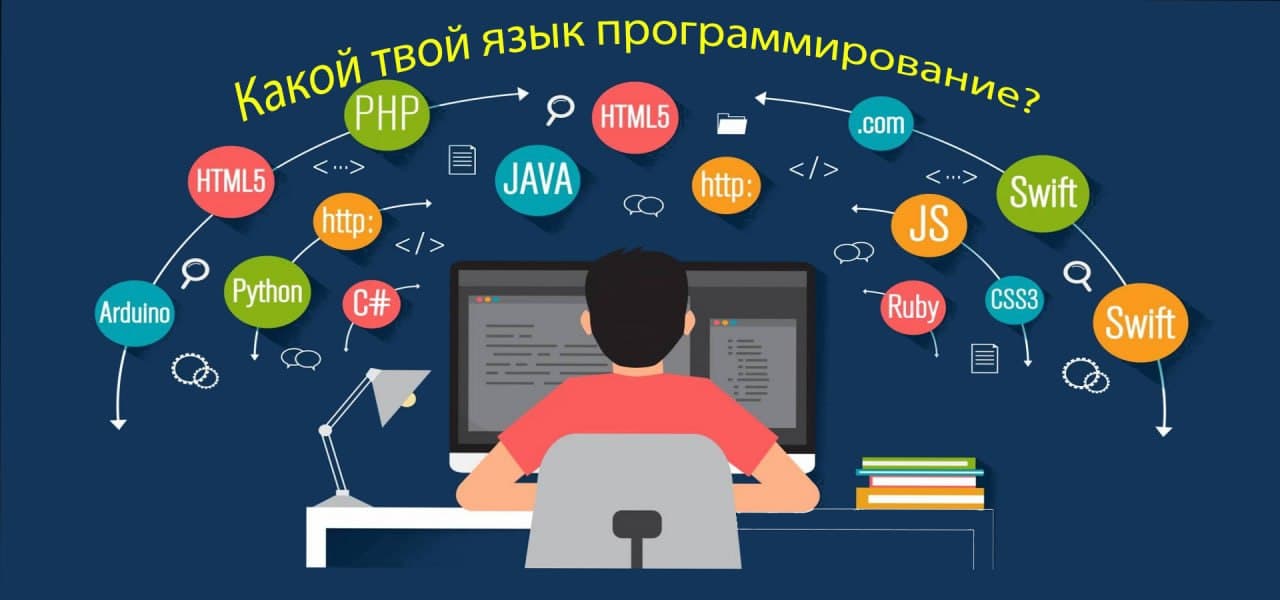 Какой твой язык программирование?
PHP
HTML5
.com
HTML5
JAVA
http:
Swift
http:
JS
Arduino
Python
C#
Ruby
CSS3
Swift
<...>
</>
</>
<...>